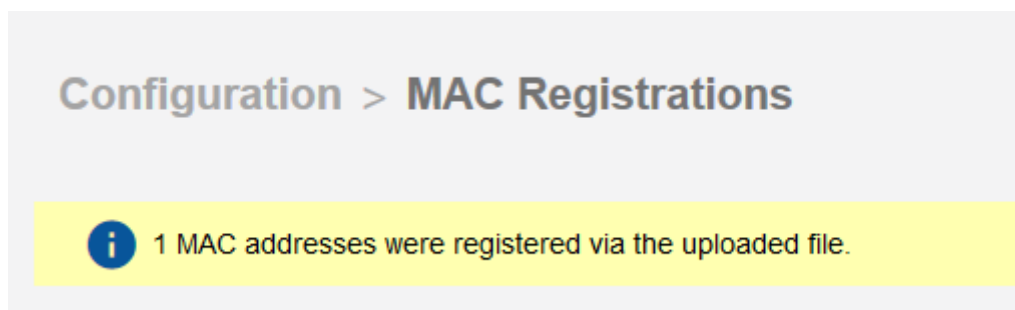 Configuration > MAC Registrations
1 MAC addresses were registered via the uploaded file.